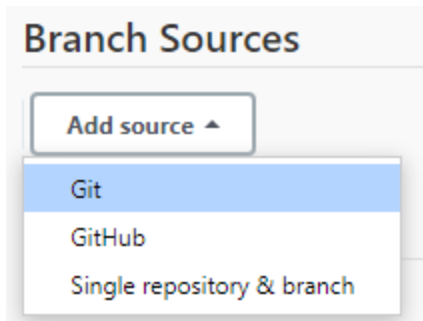 Branch Sources
Add source
Git
GitHub
Single repository & branch